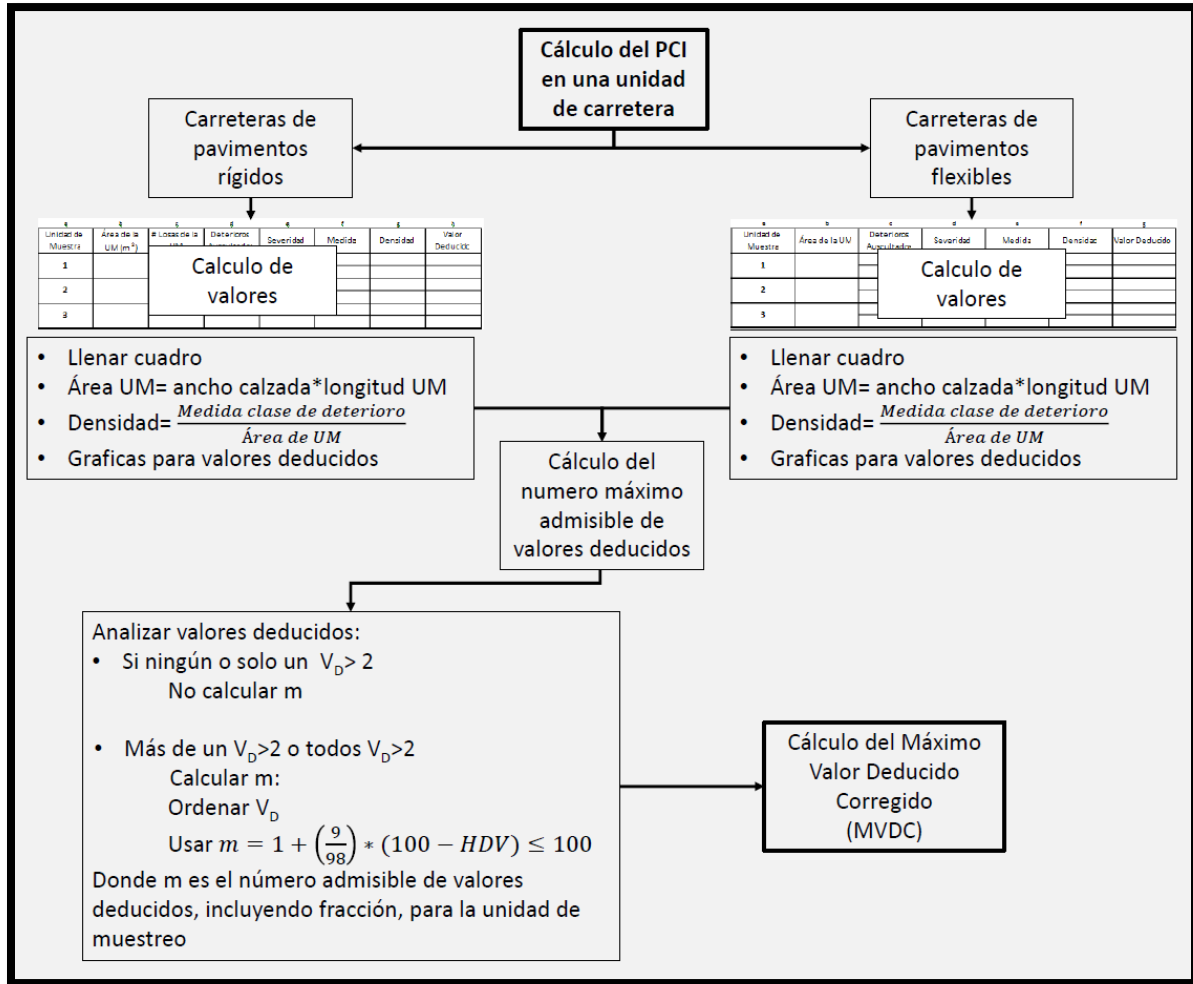 Cálculo del PCI
en una unidad
de carretera
Carreteras de
pavimentos
rígidos
Carreteras de
pavimentos
flexibles
Unidad de Muestra
Área de la UM (m²)
# Losas de la
Deterioros
Severidad
Medida
Densidad
Valor Deducido
1
2
3
Calculo de
valores
a b c d e f g
Unidad de Muestra
Área de la UM
Deterioros
Severidad
Medida
Densidad
Valor Deducido
1
2
3
Calculo de
valores
• Llenar cuadro
• Área UM= ancho calzada*longitud UM
• Densidad= Medida clase de deterioro / Área de UM
• Graficas para valores deducidos
• Llenar cuadro
• Área UM= ancho calzada*longitud UM
• Densidad= Medida clase de deterioro / Área de UM
• Graficas para valores deducidos
Cálculo del
numero máximo
admisible de
valores deducidos
Analizar valores deducidos:
• Si ningún o solo un V_D> 2
No calcular m
• Más de un V_D>2 o todos V_D>2
Calcular m:
Ordenar V_D
Usar m = 1 + (9/98) * (100 − HDV) ≤ 100
Donde m es el número admisible de valores
deducidos, incluyendo fracción, para la unidad de
muestreo
Cálculo del Máximo
Valor Deducido
Corregido
(MVDC)